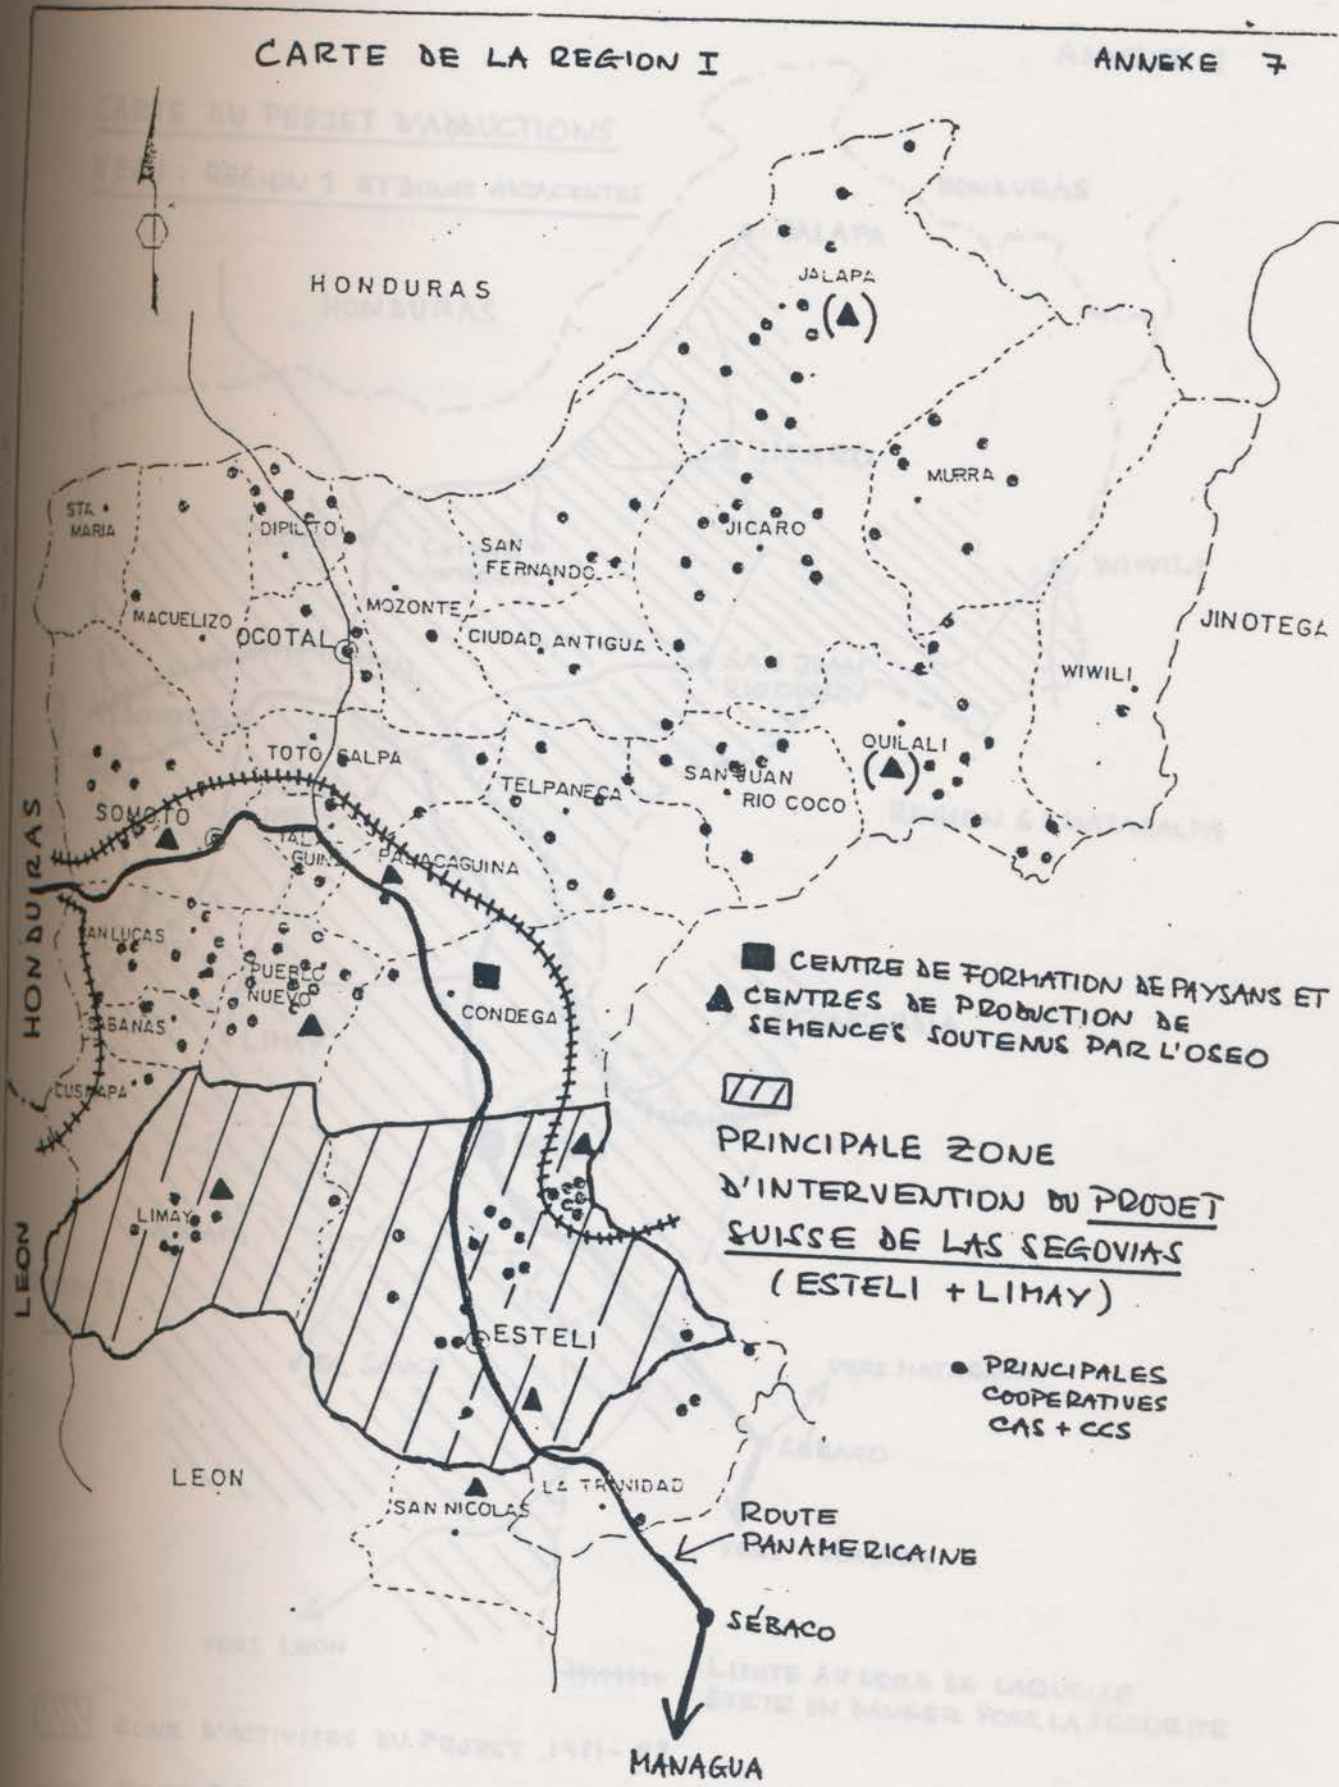 CARTE DE LA REGION I
ANNEXE 7
HONDURAS
JALAPA
MURRA
STA.
MARIA
DIPILTO
JICARO
SAN
FERNANDO
MACUELIZO
MOZONTE
OCOTAL
CIUDAD ANTIGUA
JINOTEGA
WIWILI
TOTOGALPA
QUILALI
TELPANECA
SAN JUAN
RIO COCO
SOMOTO
PALACAGUINA
HONDURAS
PUEBLO
NUEVO
CONDEGA
LIMAY
LEON
ESTELI
LEON
LA TRINIDAD
SAN NICOLAS
CENTRE DE FORMATION DE PAYSANS ET
CENTRES DE PRODUCTION DE
SEMENCES SOUTENUS PAR L'OSEO
PRINCIPALE ZONE
D'INTERVENTION DU PROJET
SUISSE DE LAS SEGOVIAS
(ESTELI + LIMAY)
PRINCIPALES
COOPERATIVES
CAS + CCS
ROUTE
PANAMERICAINE
SÉBACO
MANAGUA